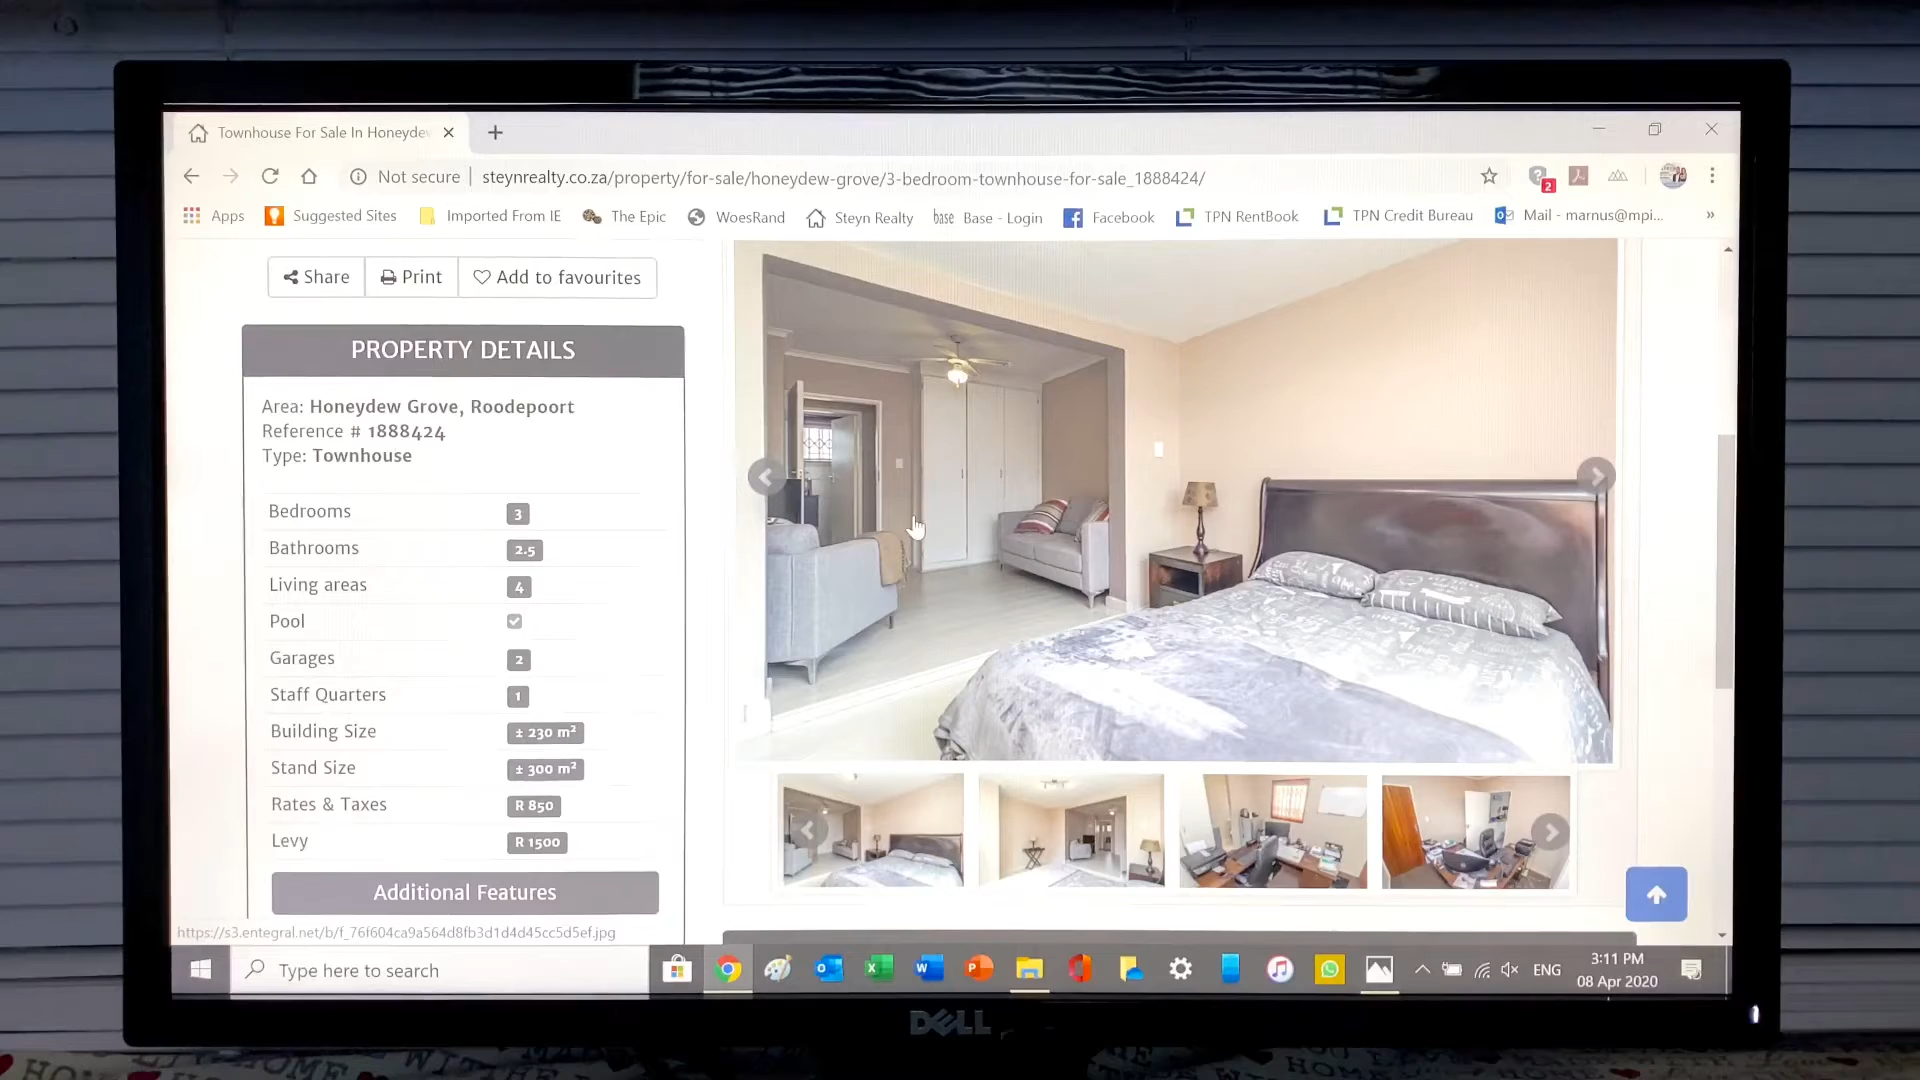 Townhouse For Sale In Honeydew
Not secure steynrealty.co.za/property/for-sale/honeydew-grove/3-bedroom-townhouse-for-sale_1888424/
2
Apps Suggested Sites Imported From IE The Epic WoesRand Steyn Realty base Base - Login Facebook TPN RentBook TPN Credit Bureau Mail - marnus@mpi... »
Share Print Add to favourites
PROPERTY DETAILS
Area: Honeydew Grove, Roodepoort
Reference # 1888424
Type: Townhouse
Bedrooms 3
Bathrooms 2.5
Living areas 4
Pool
Garages 2
Staff Quarters 1
Building Size ± 230 m²
Stand Size ± 300 m²
Rates & Taxes R 850
Levy R 1500
Additional Features
https://s3.entegral.net/b/f_76f604ca9a564d8fb3d1d4d45cc5d5ef.jpg
Type here to search
ENG
3:11 PM
08 Apr 2020
DELL
HOME WITH HOME